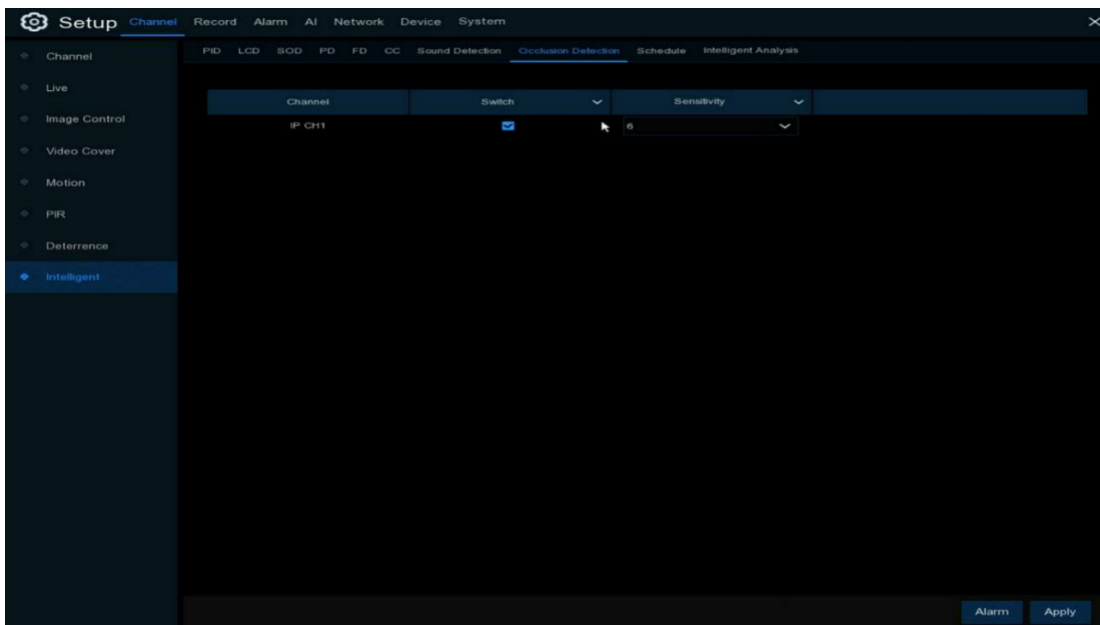 Setup Channel Record Alarm AI Network Device System
PID LCD SOD PD FD CC Sound Detection Occlusion Detection Schedule Intelligent Analysis
Channel
Live
Image Control
Video Cover
Motion
PIR
Deterrence
Intelligent
Channel Switch Sensitivity
IP CH1 6
Alarm Apply